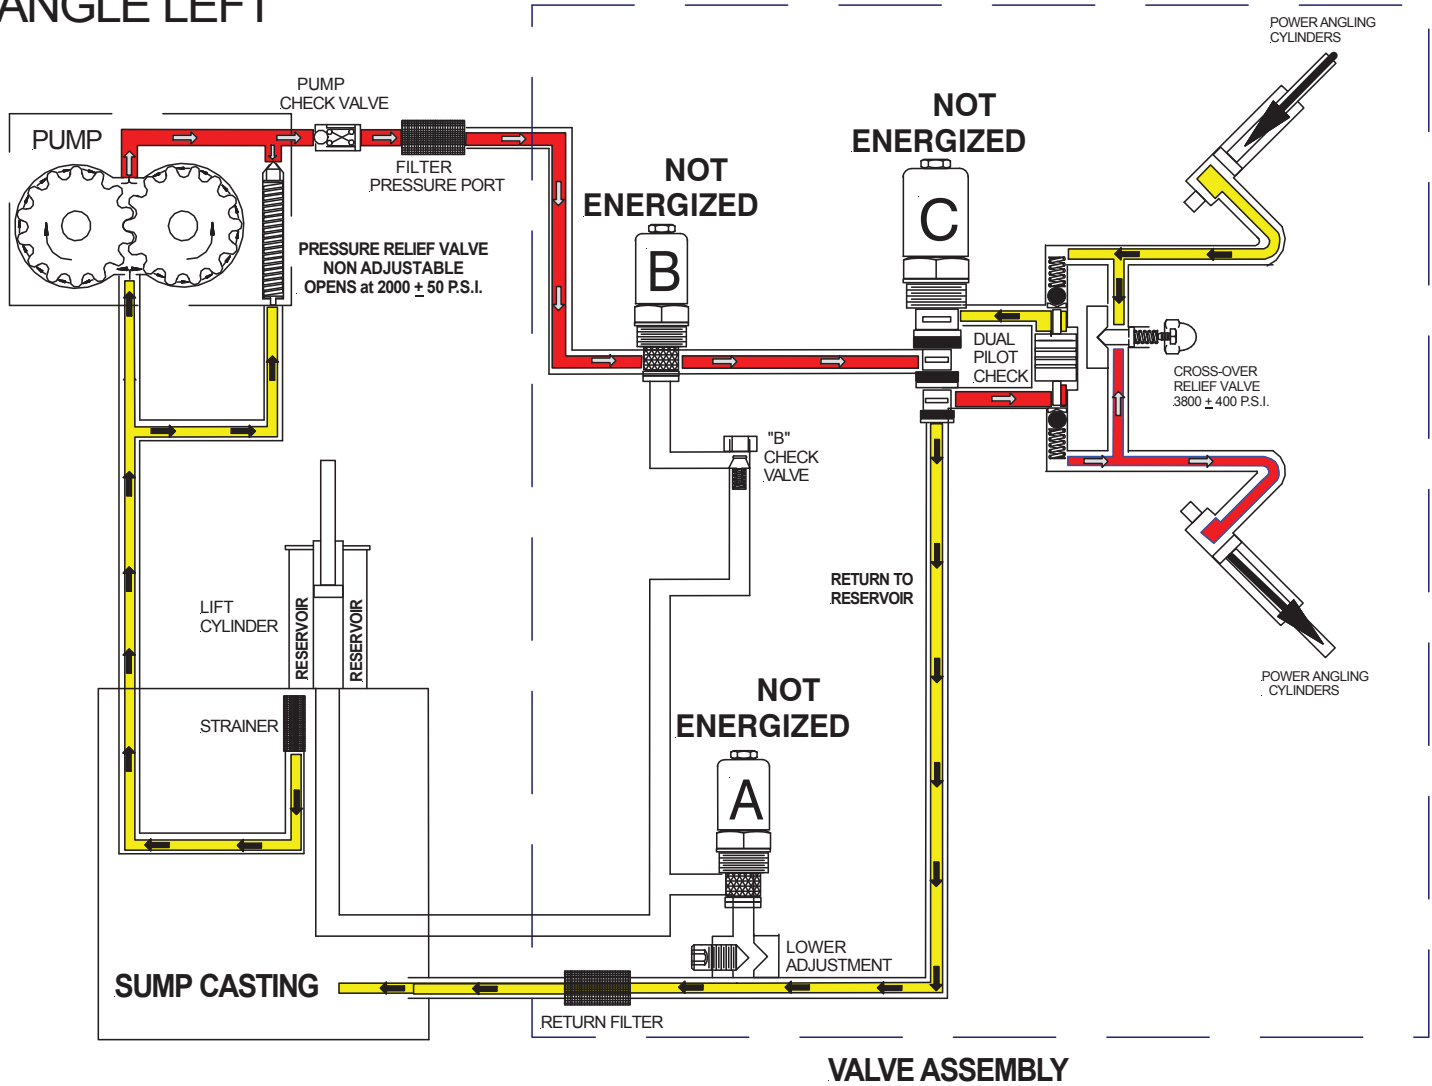 ANGLE LEFT
POWER ANGLING
CYLINDERS
PUMP
CHECK VALVE
PUMP
FILTER
PRESSURE PORT
NOT
ENERGIZED
C
NOT
ENERGIZED
B
PRESSURE RELIEF VALVE
NON ADJUSTABLE
OPENS at 2000 ± 50 P.S.I.
DUAL
PILOT
CHECK
CROSS-OVER
RELIEF VALVE
3800 ± 400 P.S.I.
"B"
CHECK
VALVE
RETURN TO
RESERVOIR
LIFT
CYLINDER
RESERVOIR
RESERVOIR
POWER ANGLING
CYLINDERS
STRAINER
NOT
ENERGIZED
A
LOWER
ADJUSTMENT
SUMP CASTING
RETURN FILTER
VALVE ASSEMBLY